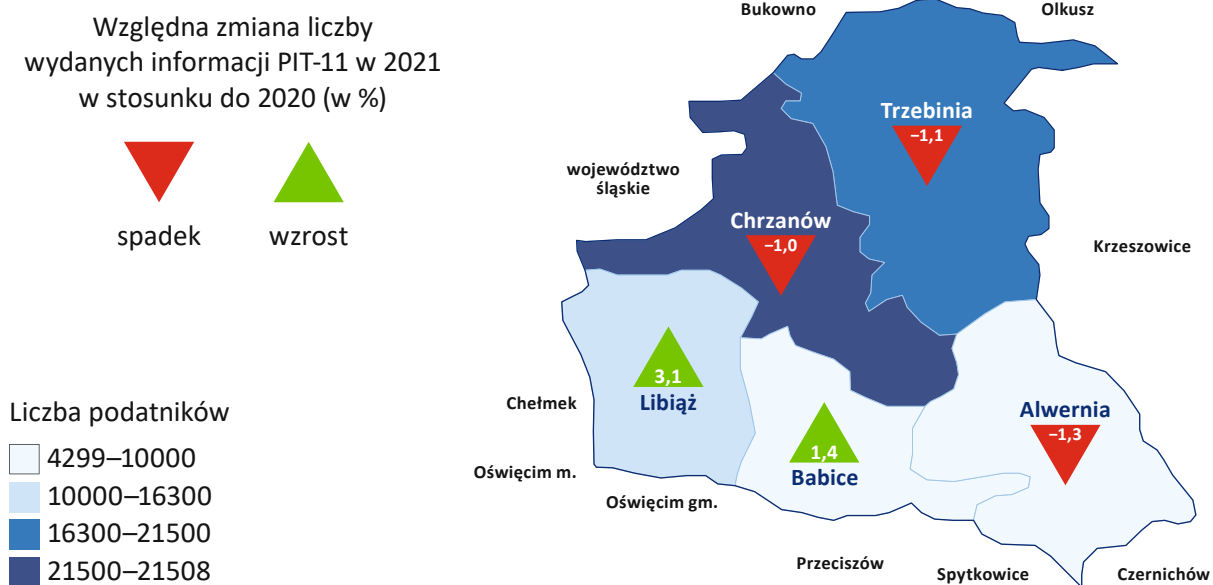 Względna zmiana liczby
wydanych informacji PIT-11 w 2021
w stosunku do 2020 (w %)
spadek
wzrost
Liczba podatników
4299–10000
10000–16300
16300–21500
21500–21508
Bukowno
Olkusz
Trzebinia
−1,1
województwo
śląskie
Chrzanów
−1,0
Krzeszowice
3,1
Libiąż
Chełmek
Alwernia
−1,3
1,4
Babice
Oświęcim m.
Oświęcim gm.
Przeciszów
Spytkowice
Czernichów